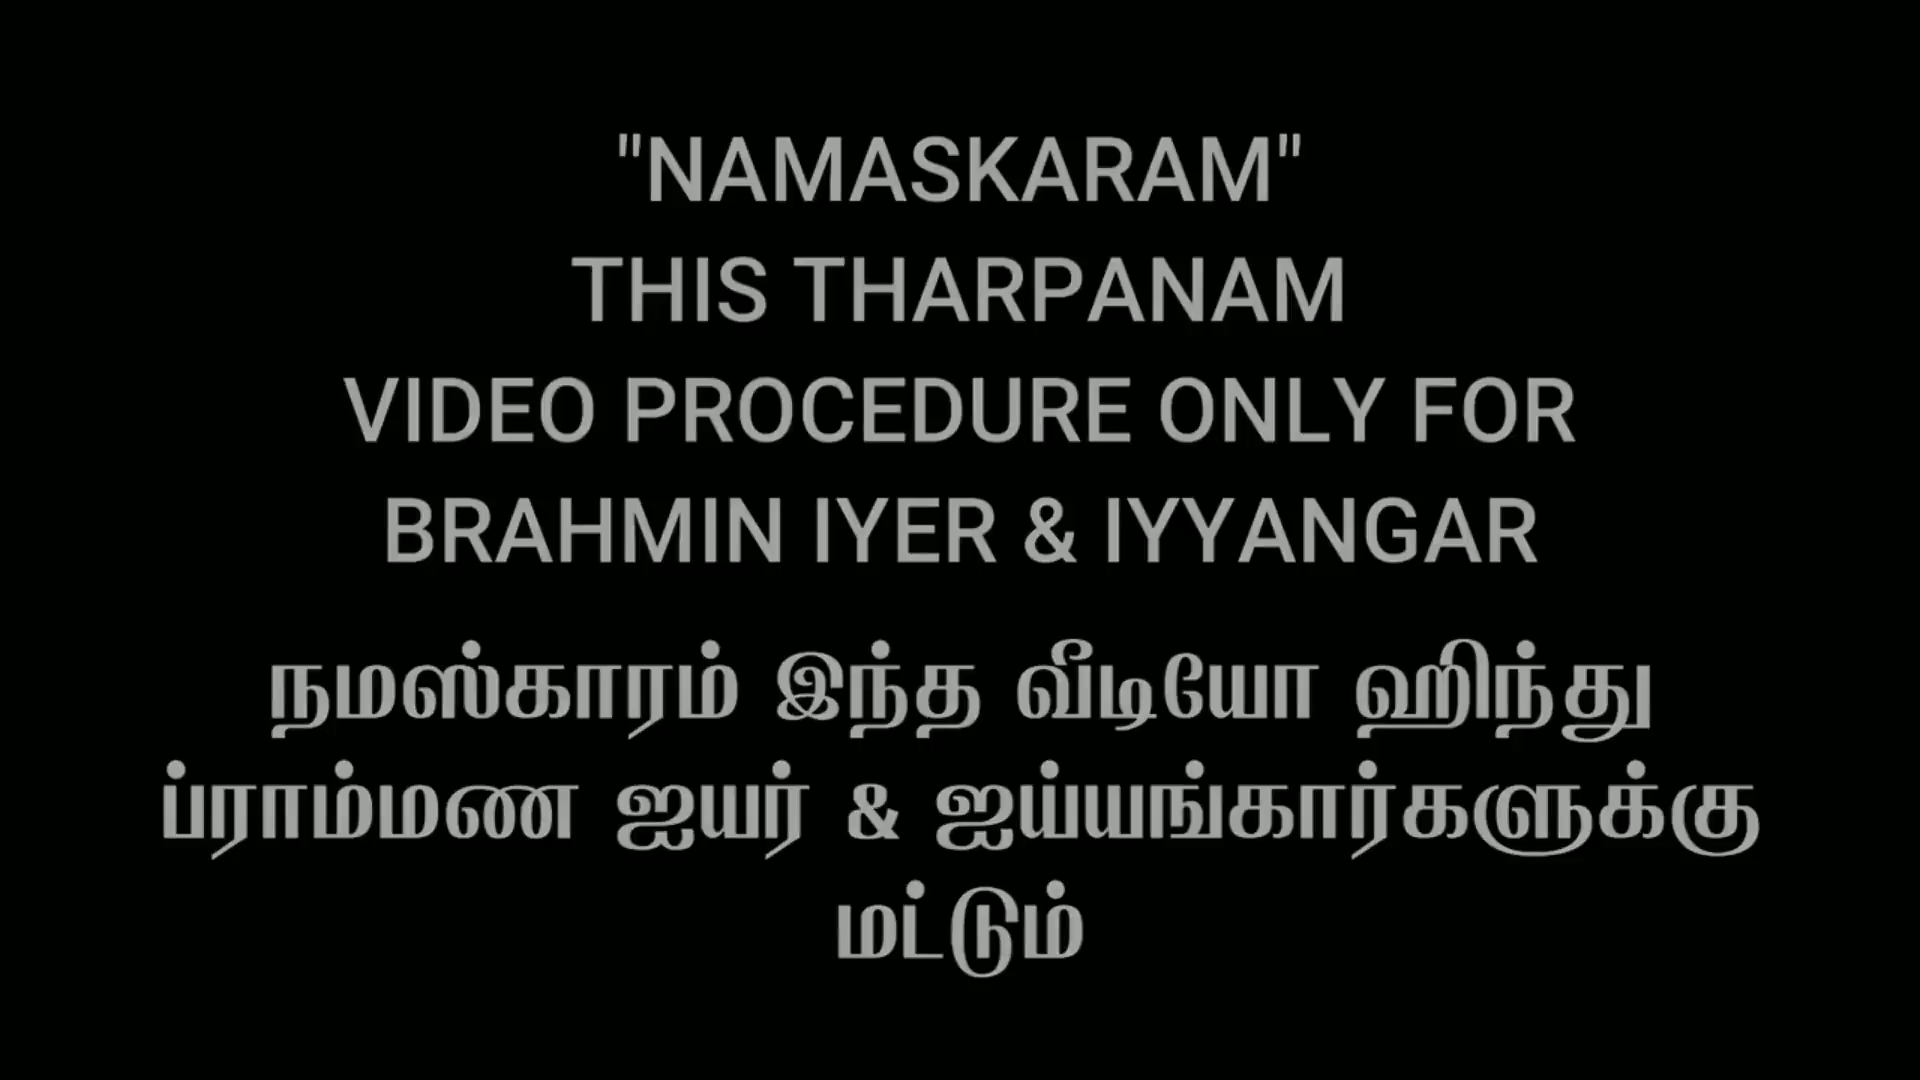 "NAMASKARAM"
THIS THARPANAM
VIDEO PROCEDURE ONLY FOR
BRAHMIN IYER & IYYANGAR
நமஸ்காரம் இந்த வீடியோ ஹிந்து
ப்ராம்மண ஐயர் & ஐய்யங்கார்களுக்கு
மட்டும்